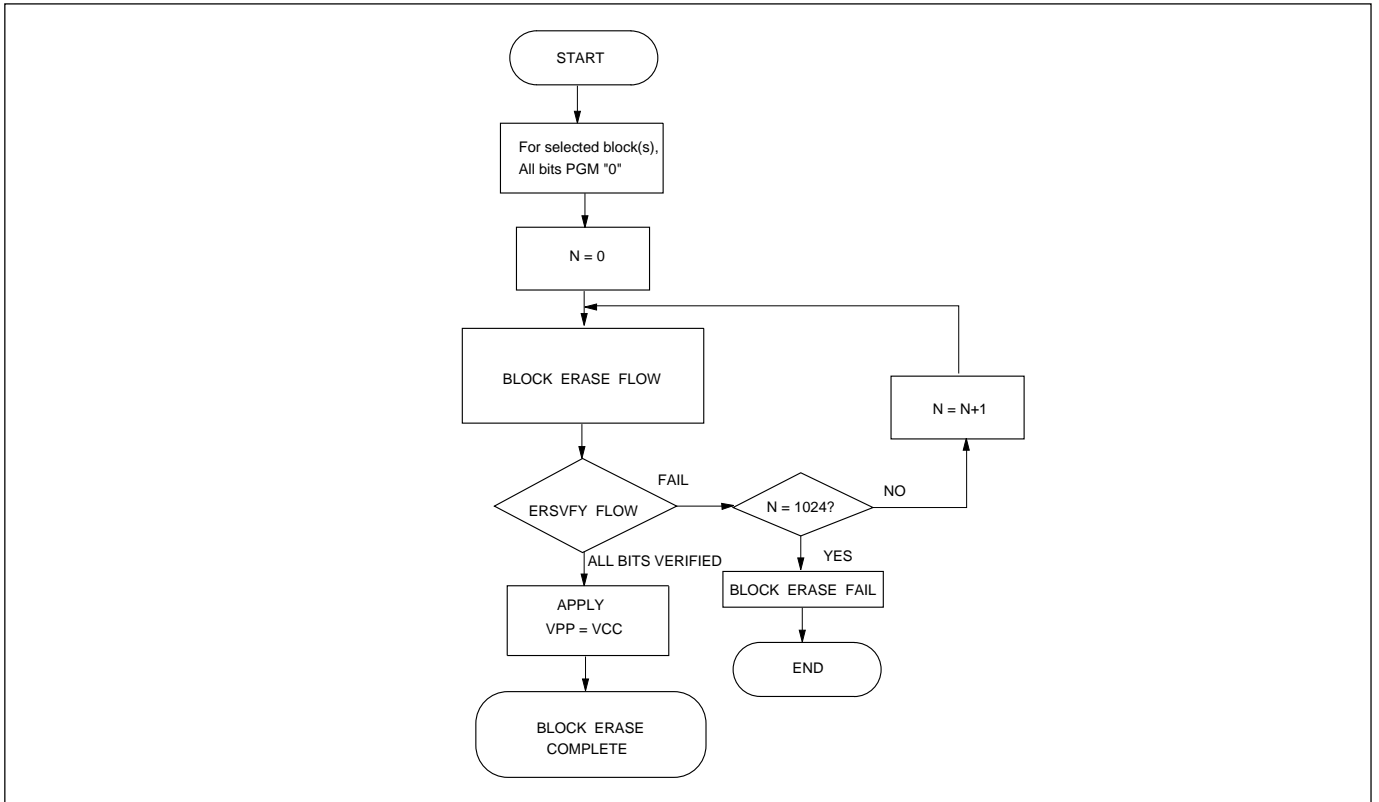 START
For selected block(s),
All bits PGM "0"
N = 0
BLOCK ERASE FLOW
N = N+1
FAIL
NO
ERSVFY FLOW
N = 1024?
ALL BITS VERIFIED
YES
APPLY
VPP = VCC
BLOCK ERASE FAIL
END
BLOCK ERASE
COMPLETE